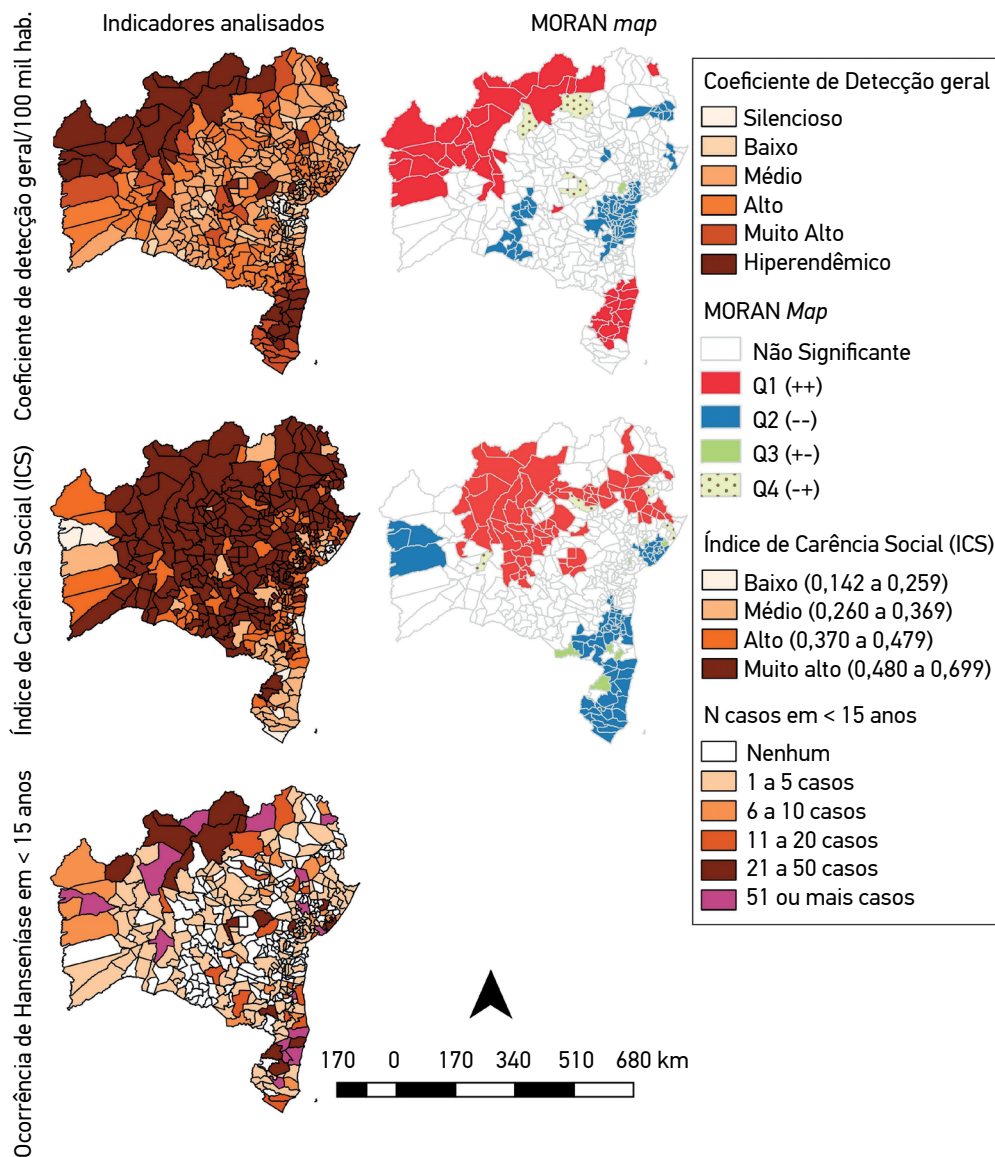 Indicadores analisados
MORAN map
Coeficiente de detecção geral/100 mil hab.
Índice de Carência Social (ICS)
Ocorrência de Hanseníase em < 15 anos
Coeficiente de Detecção geral
Silencioso
Baixo
Médio
Alto
Muito Alto
Hiperendêmico
MORAN Map
Não Significante
Q1 (++)
Q2 (--)
Q3 (+-)
Q4 (-+)
Índice de Carência Social (ICS)
Baixo (0,142 a 0,259)
Médio (0,260 a 0,369)
Alto (0,370 a 0,479)
Muito alto (0,480 a 0,699)
N casos em < 15 anos
Nenhum
1 a 5 casos
6 a 10 casos
11 a 20 casos
21 a 50 casos
51 ou mais casos
170 0 170 340 510 680 km